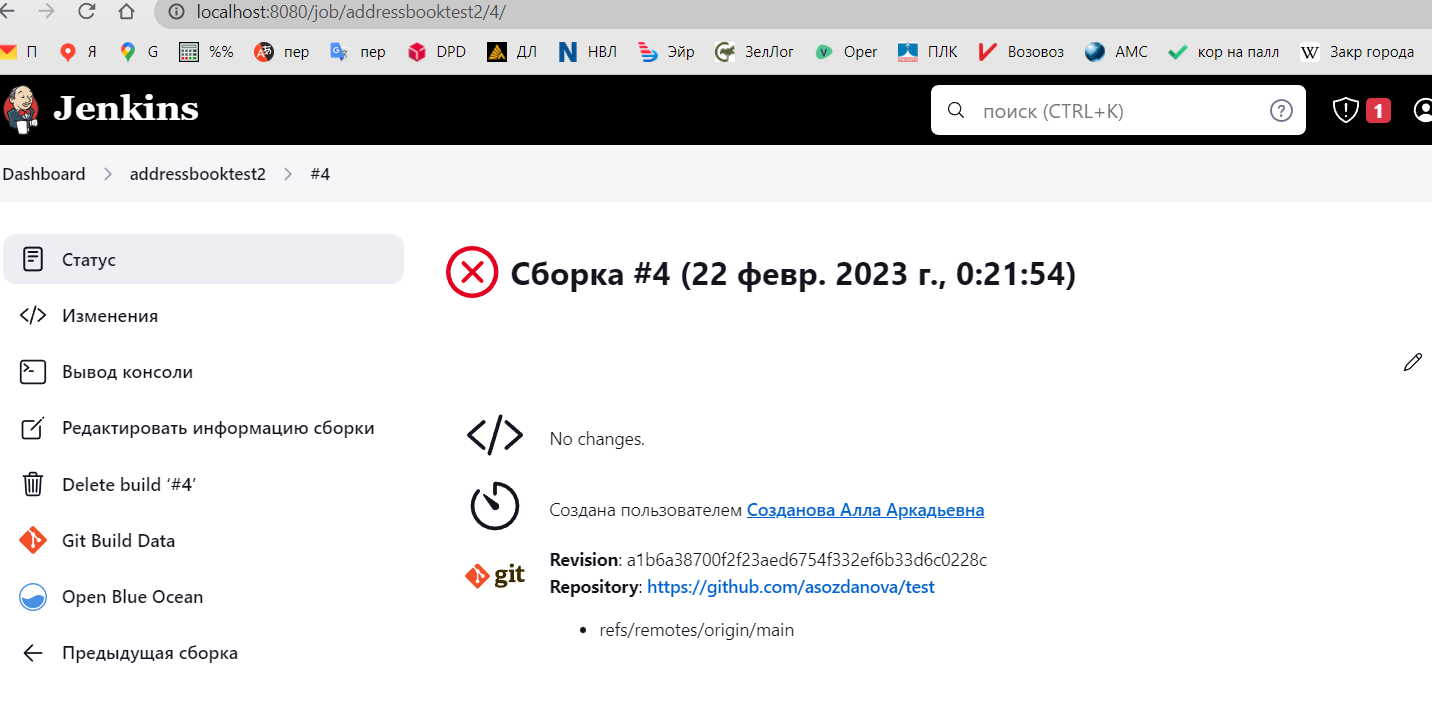 localhost:8080/job/addressbooktest2/4/
П Я G %% пер пер DPD ДЛ НВЛ Эйр ЗелЛог Oper ПЛК Возовоз АМС кор на палл Закр города
Jenkins поиск (CTRL+K) 1
Dashboard addressbooktest2 #4
Статус
Изменения
Вывод консоли
Редактировать информацию сборки
Delete build ‘#4’
Git Build Data
Open Blue Ocean
Предыдущая сборка
Сборка #4 (22 февр. 2023 г., 0:21:54)
No changes.
Создана пользователем Созданова Алла Аркадьевна
git
Revision: a1b6a38700f2f23aed6754f332ef6b33d6c0228c
Repository: https://github.com/asozdanova/test
• refs/remotes/origin/main